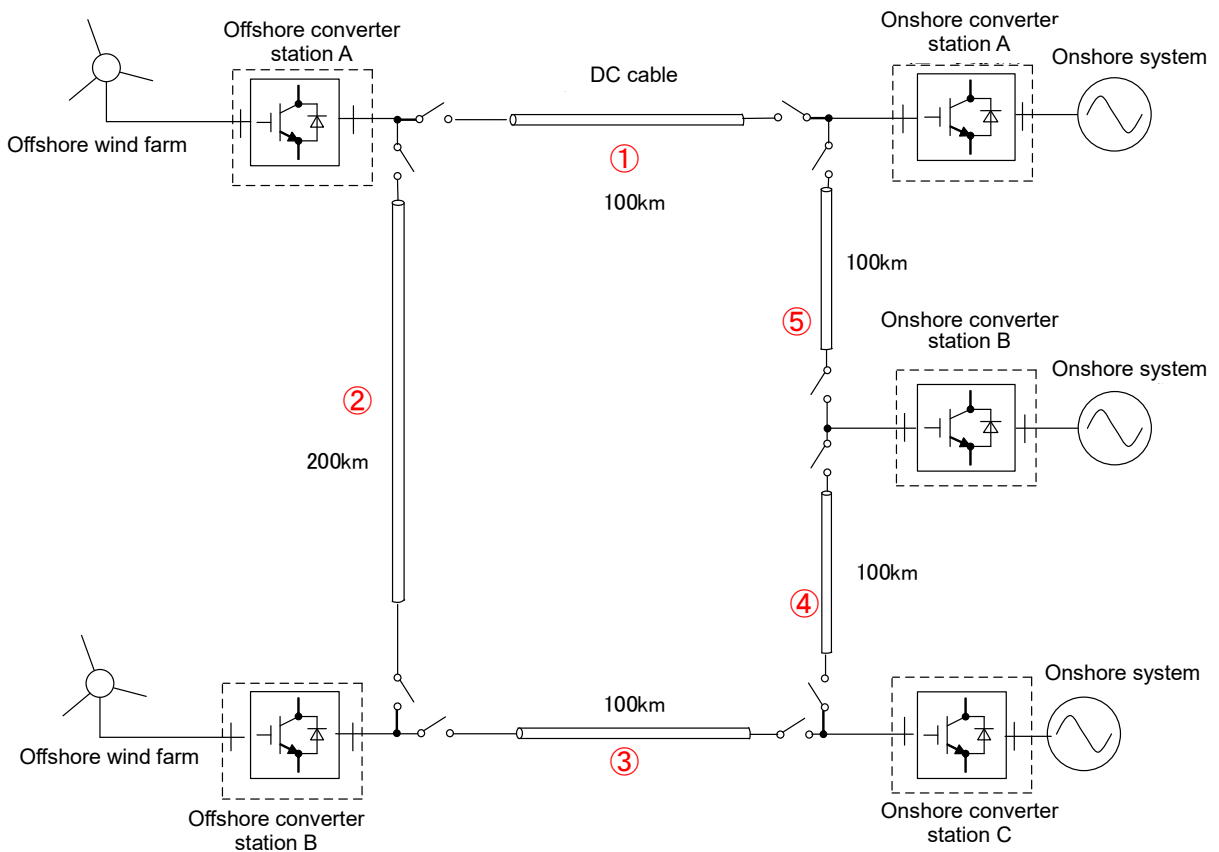 Offshore converter
station A
Onshore converter
station A
Onshore system
DC cable
Offshore wind farm
①
100km
100km
⑤
Onshore converter
station B
Onshore system
②
200km
④
100km
Onshore system
100km
③
Offshore wind farm
Offshore converter
station B
Onshore converter
station C